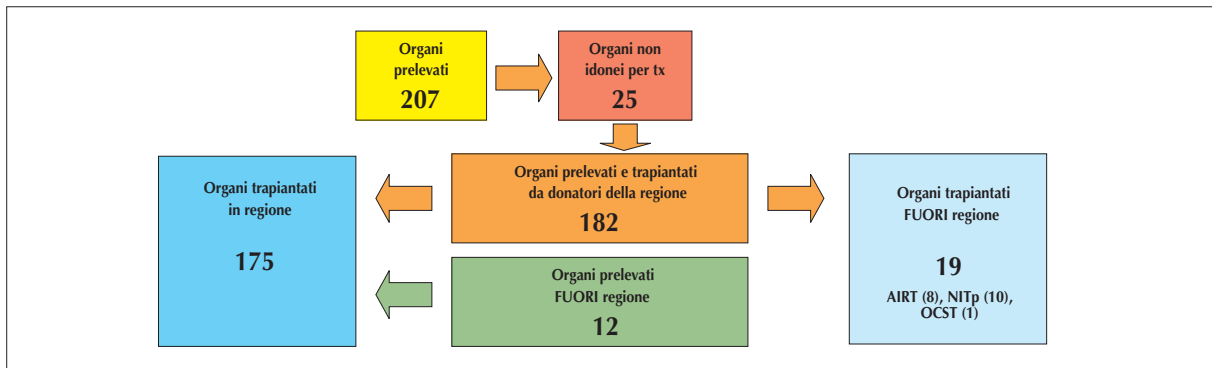 Organi
prelevati
207
Organi non
idonei per tx
25
Organi trapiantati
in regione
175
Organi prelevati e trapiantati
da donatori della regione
182
Organi prelevati
FUORI regione
12
Organi trapiantati
FUORI regione
19
AIRT (8), NITp (10),
OCST (1)